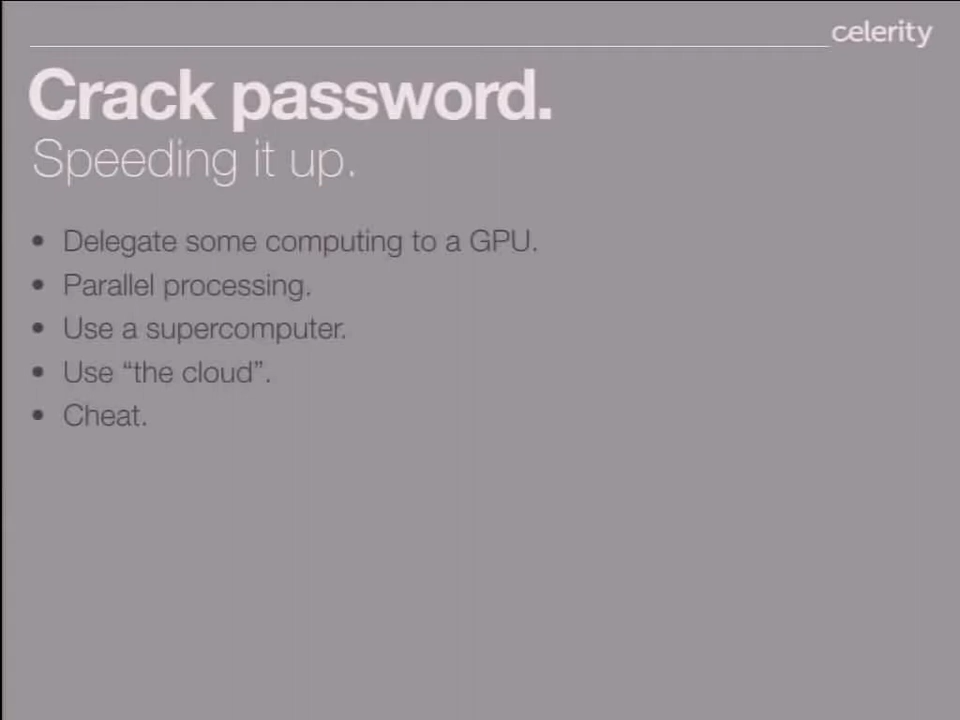 celerity
Crack password.
Speeding it up.
• Delegate some computing to a GPU.
• Parallel processing.
• Use a supercomputer.
• Use “the cloud”.
• Cheat.